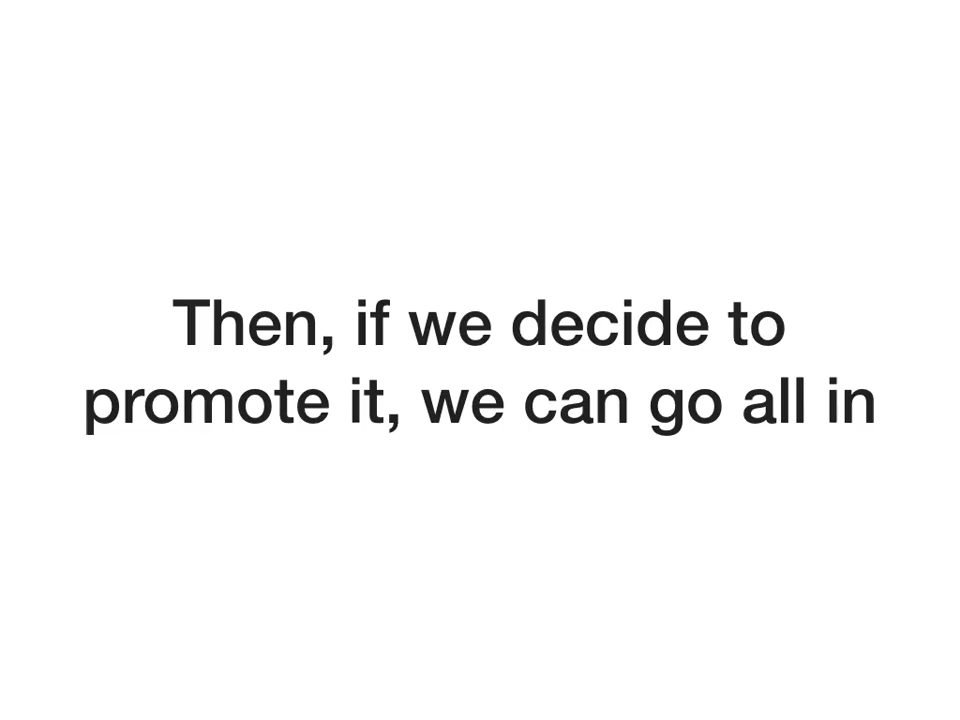 Then, if we decide to
promote it, we can go all in